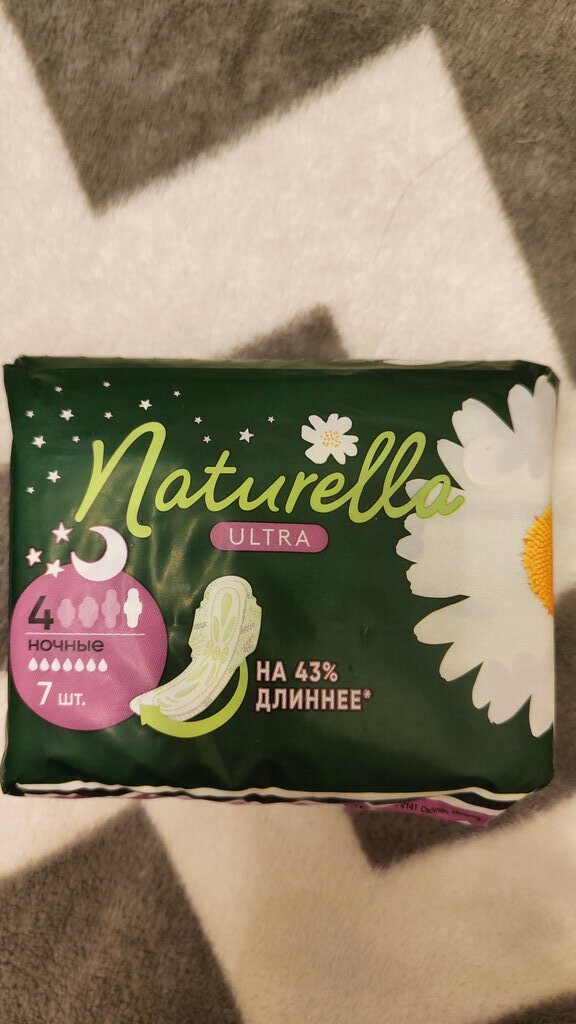 Naturella
ULTRA
4
ночные
7 шт.
НА 43%
ДЛИННЕЕ*